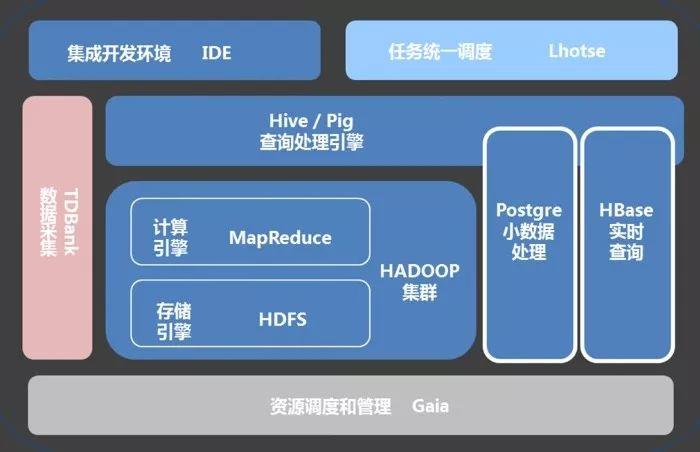 集成开发环境 IDE
任务统一调度 Lhotse
TDBank
数据采集
Hive / Pig
查询处理引擎
计算
引擎
MapReduce
存储
引擎
HDFS
HADOOP
集群
Postgre
小数据
处理
HBase
实时
查询
资源调度和管理 Gaia